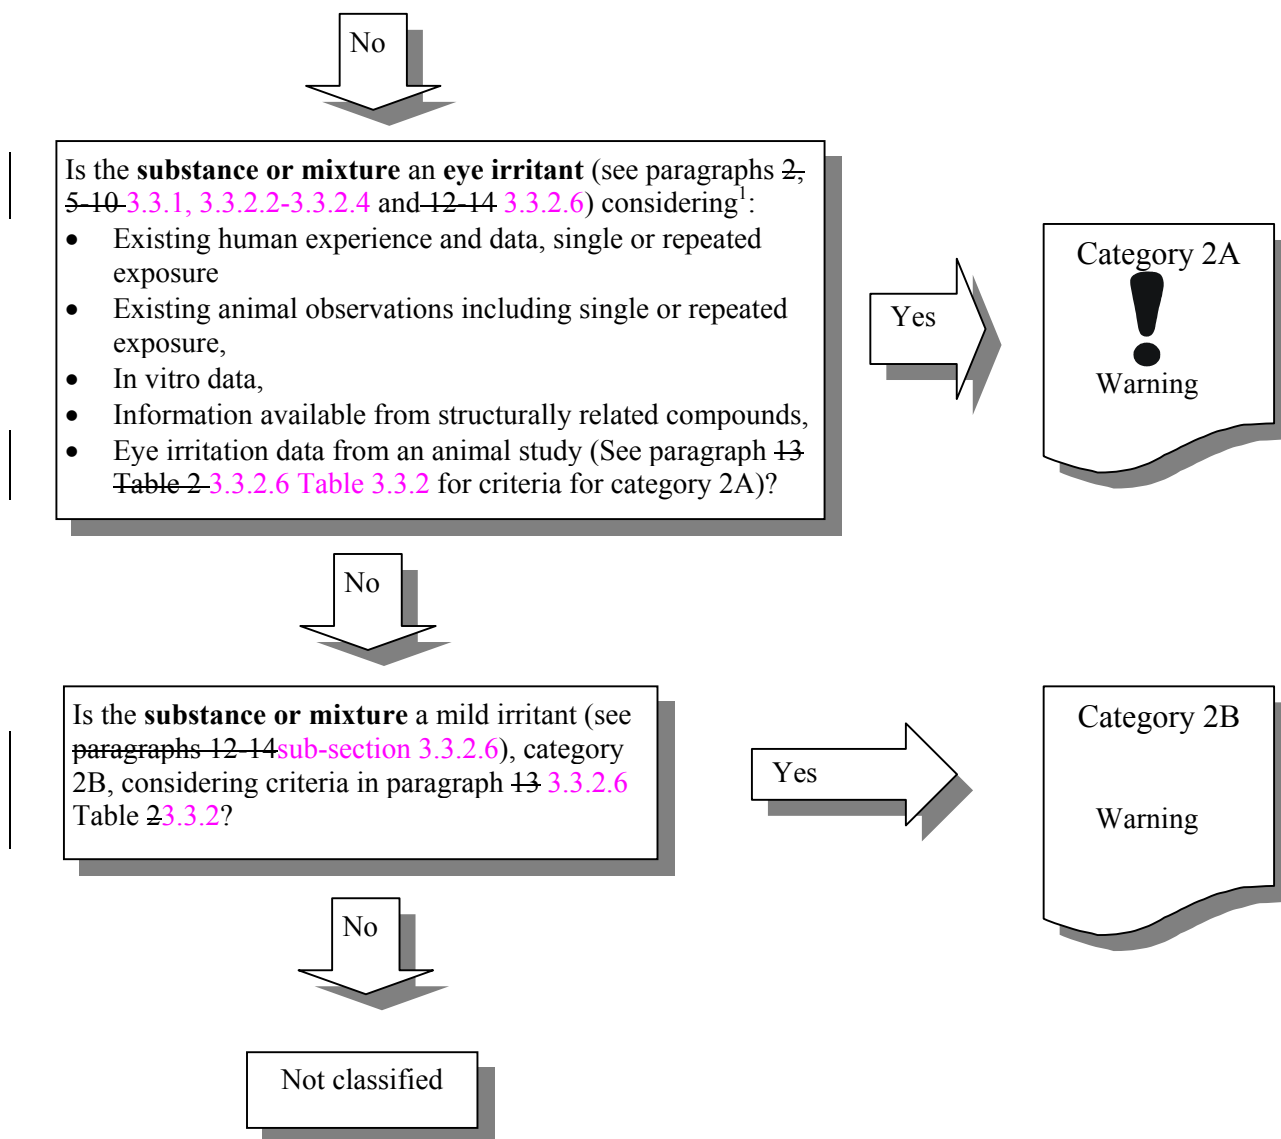 No
Is the substance or mixture an eye irritant (see paragraphs 2,
5-10 3.3.1, 3.3.2.2-3.3.2.4 and 12-14 3.3.2.6) considering1:
• Existing human experience and data, single or repeated
exposure
• Existing animal observations including single or repeated
exposure,
• In vitro data,
• Information available from structurally related compounds,
• Eye irritation data from an animal study (See paragraph 13
Table 2 3.3.2.6 Table 3.3.2 for criteria for category 2A)?
Yes
Category 2A
Warning
No
Is the substance or mixture a mild irritant (see
paragraphs 12-14sub-section 3.3.2.6), category
2B, considering criteria in paragraph 13 3.3.2.6
Table 23.3.2?
Yes
Category 2B
Warning
No
Not classified